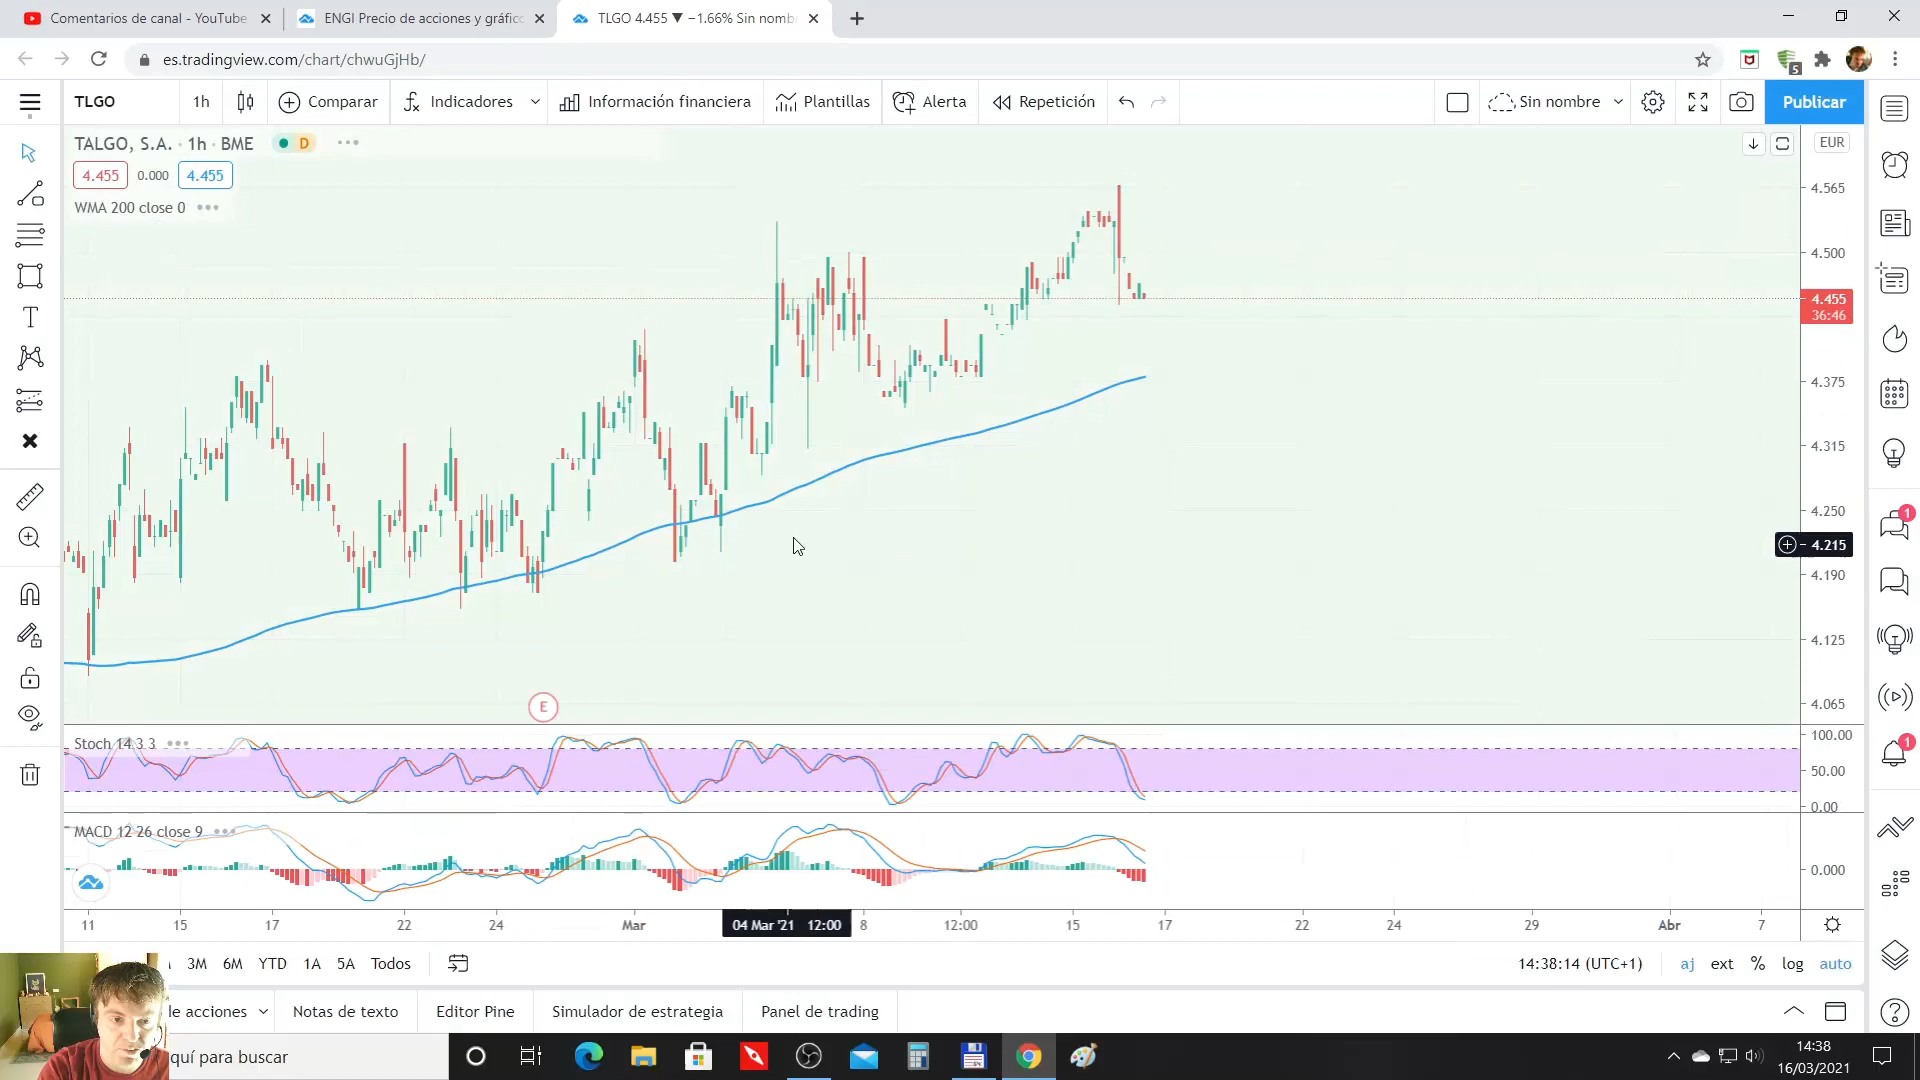 Comentarios de canal - YouTube
ENGI Precio de acciones y gráfic
TLGO 4.455 ▼ −1.66% Sin nomb
es.tradingview.com/chart/chwuGjHb/
5
TLGO
1h
Comparar
Indicadores
Información financiera
Plantillas
Alerta
Repetición
Sin nombre
Publicar
TALGO, S.A. · 1h · BME
D
EUR
4.455
0.000
4.455
WMA 200 close 0
4.565
4.500
4.455
36:46
4.375
4.315
4.250
4.215
4.190
4.125
4.065
E
1
1
Stoch 14 3 3
100.00
50.00
0.00
MACD 12 26 close 9
0.000
11
15
17
22
24
Mar
04 Mar '21 12:00
8
12:00
15
17
22
24
29
Abr
7
3M
6M
YTD
1A
5A
Todos
14:38:14 (UTC+1)
aj
ext
%
log
auto
de acciones
Notas de texto
Editor Pine
Simulador de estrategia
Panel de trading
quí para buscar
14:38
16/03/2021